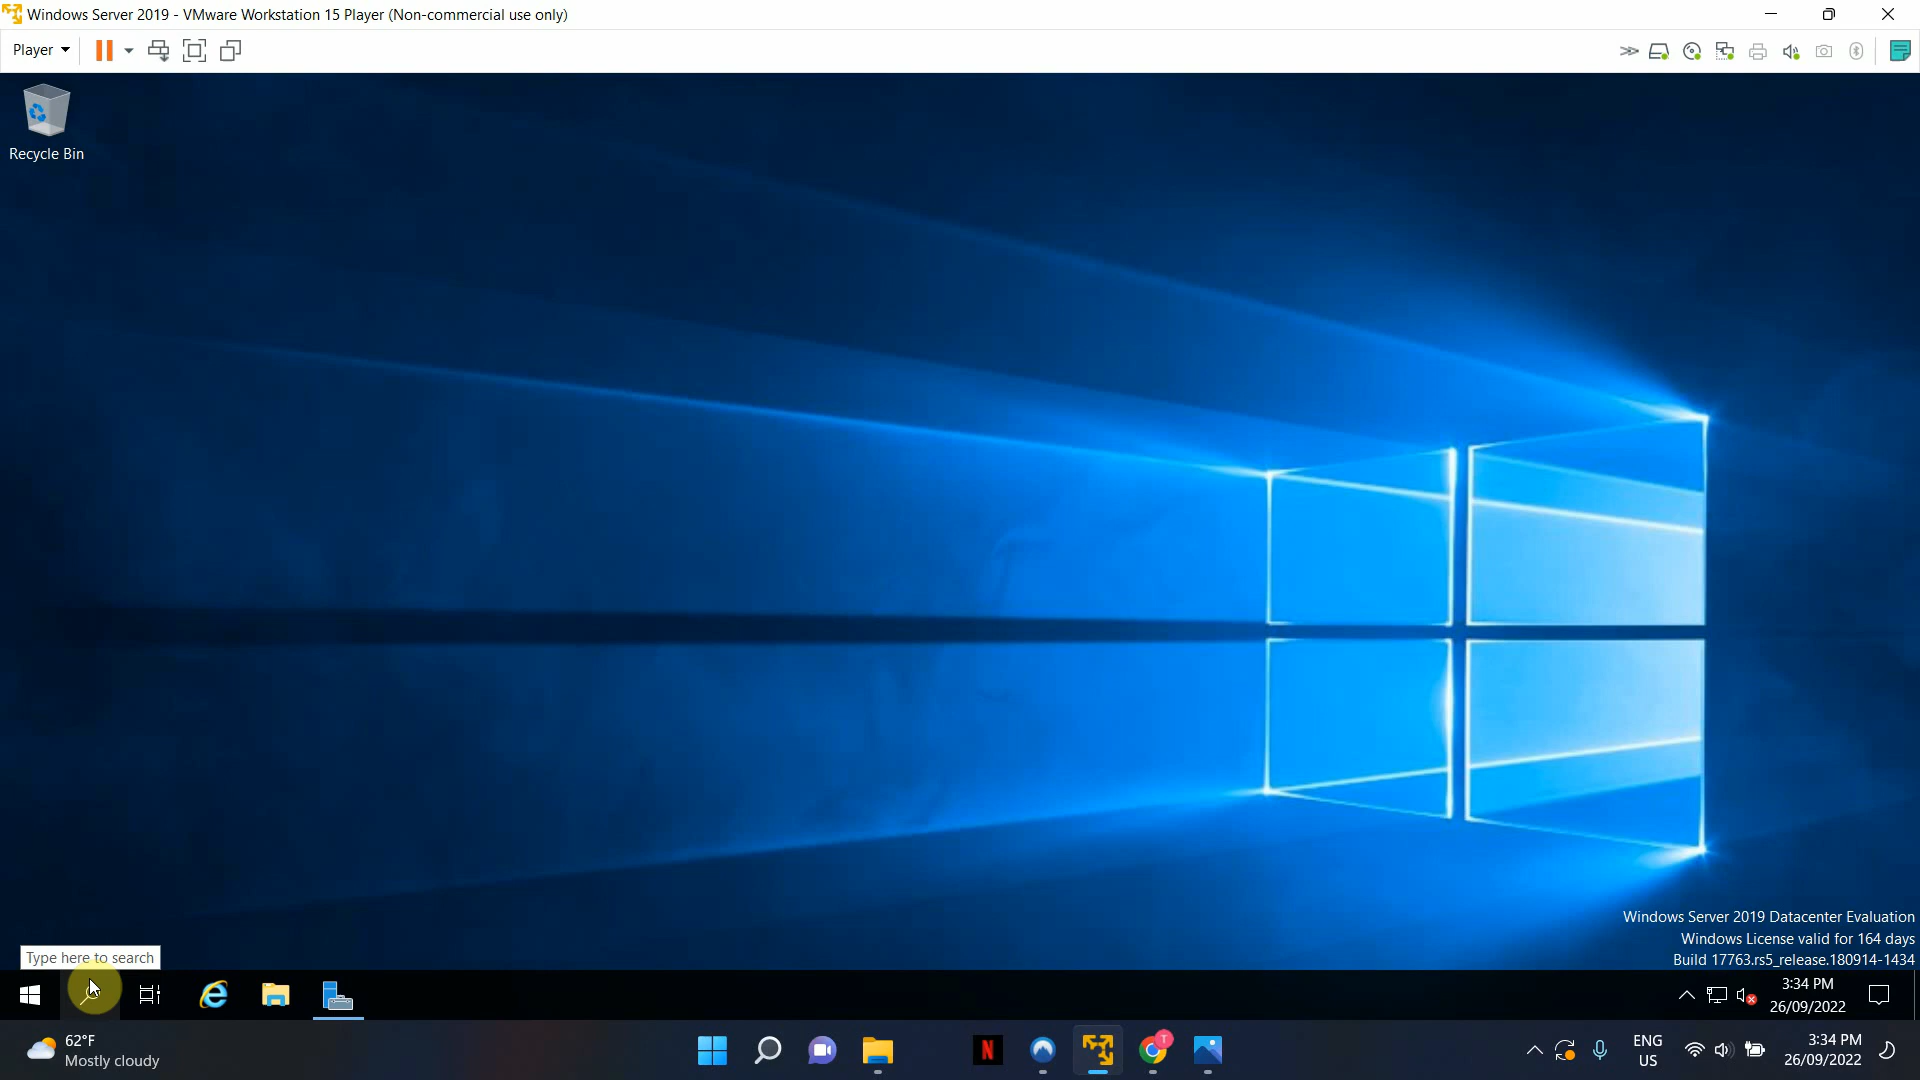 Windows Server 2019 - VMware Workstation 15 Player (Non-commercial use only)
Player
Recycle Bin
Windows Server 2019 Datacenter Evaluation
Windows License valid for 164 days
Build 17763.rs5_release.180914-1434
Type here to search
3:34 PM
26/09/2022
62°F
Mostly cloudy
N
T
ENG
US
3:34 PM
26/09/2022